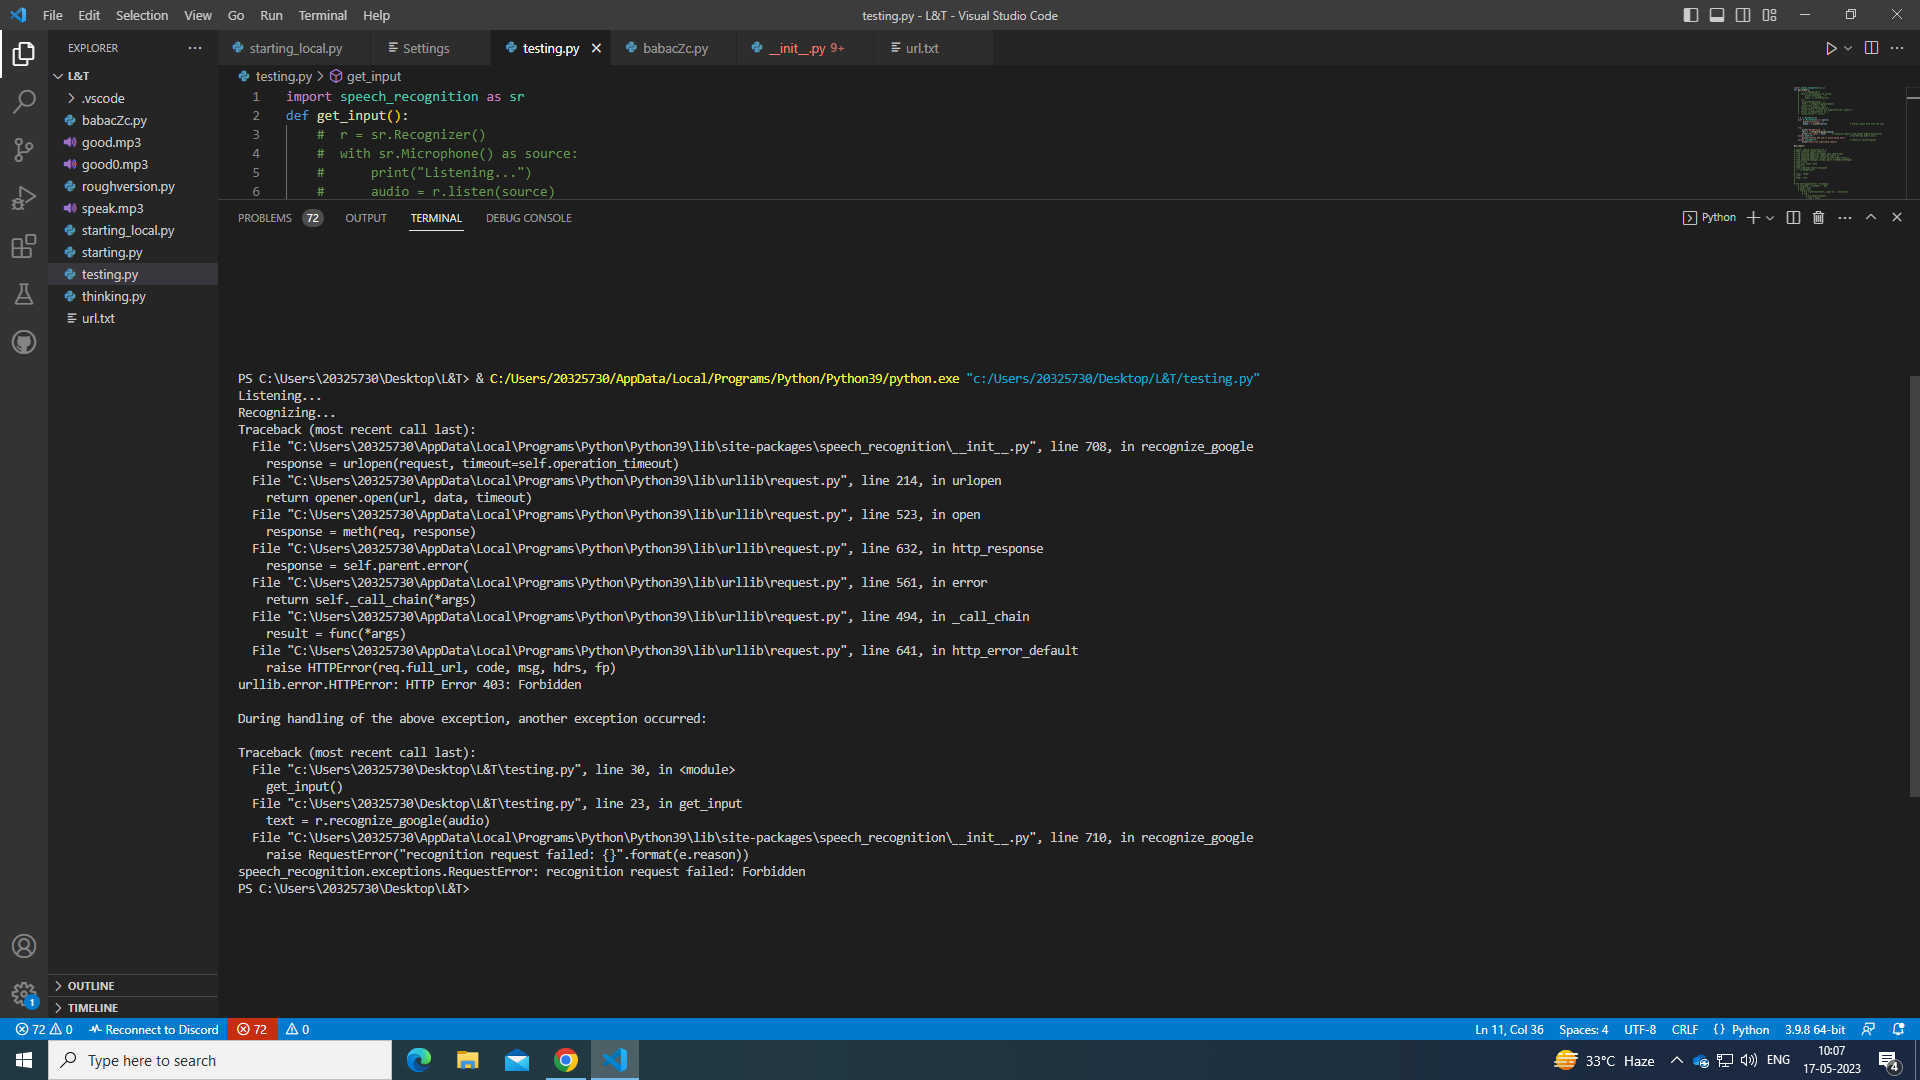 File Edit Selection View Go Run Terminal Help
testing.py - L&T - Visual Studio Code
EXPLORER
L&T
.vscode
babacZc.py
good.mp3
good0.mp3
roughversion.py
speak.mp3
starting_local.py
starting.py
testing.py
thinking.py
url.txt
OUTLINE
TIMELINE
starting_local.py Settings testing.py babacZc.py __init__.py 9+ url.txt
testing.py > get_input
1 import speech_recognition as sr
2 def get_input():
3 #  r = sr.Recognizer()
4 #  with sr.Microphone() as source:
5 #      print("Listening...")
6 #      audio = r.listen(source)
PROBLEMS 72 OUTPUT TERMINAL DEBUG CONSOLE
Python
PS C:\Users\20325730\Desktop\L&T> & C:/Users/20325730/AppData/Local/Programs/Python/Python39/python.exe "c:/Users/20325730/Desktop/L&T/testing.py"
Listening...
Recognizing...
Traceback (most recent call last):
  File "C:\Users\20325730\AppData\Local\Programs\Python\Python39\lib\site-packages\speech_recognition\__init__.py", line 708, in recognize_google
    response = urlopen(request, timeout=self.operation_timeout)
  File "C:\Users\20325730\AppData\Local\Programs\Python\Python39\lib\urllib\request.py", line 214, in urlopen
    return opener.open(url, data, timeout)
  File "C:\Users\20325730\AppData\Local\Programs\Python\Python39\lib\urllib\request.py", line 523, in open
    response = meth(req, response)
  File "C:\Users\20325730\AppData\Local\Programs\Python\Python39\lib\urllib\request.py", line 632, in http_response
    response = self.parent.error(
  File "C:\Users\20325730\AppData\Local\Programs\Python\Python39\lib\urllib\request.py", line 561, in error
    return self._call_chain(*args)
  File "C:\Users\20325730\AppData\Local\Programs\Python\Python39\lib\urllib\request.py", line 494, in _call_chain
    result = func(*args)
  File "C:\Users\20325730\AppData\Local\Programs\Python\Python39\lib\urllib\request.py", line 641, in http_error_default
    raise HTTPError(req.full_url, code, msg, hdrs, fp)
urllib.error.HTTPError: HTTP Error 403: Forbidden
During handling of the above exception, another exception occurred:
Traceback (most recent call last):
  File "c:\Users\20325730\Desktop\L&T\testing.py", line 30, in <module>
    get_input()
  File "c:\Users\20325730\Desktop\L&T\testing.py", line 23, in get_input
    text = r.recognize_google(audio)
  File "C:\Users\20325730\AppData\Local\Programs\Python\Python39\lib\site-packages\speech_recognition\__init__.py", line 710, in recognize_google
    raise RequestError("recognition request failed: {}".format(e.reason))
speech_recognition.exceptions.RequestError: recognition request failed: Forbidden
PS C:\Users\20325730\Desktop\L&T>
1
72 0 Reconnect to Discord 72 0 Ln 11, Col 36 Spaces: 4 UTF-8 CRLF {} Python 3.9.8 64-bit
Type here to search
33°C Haze ENG
10:07
17-05-2023
4